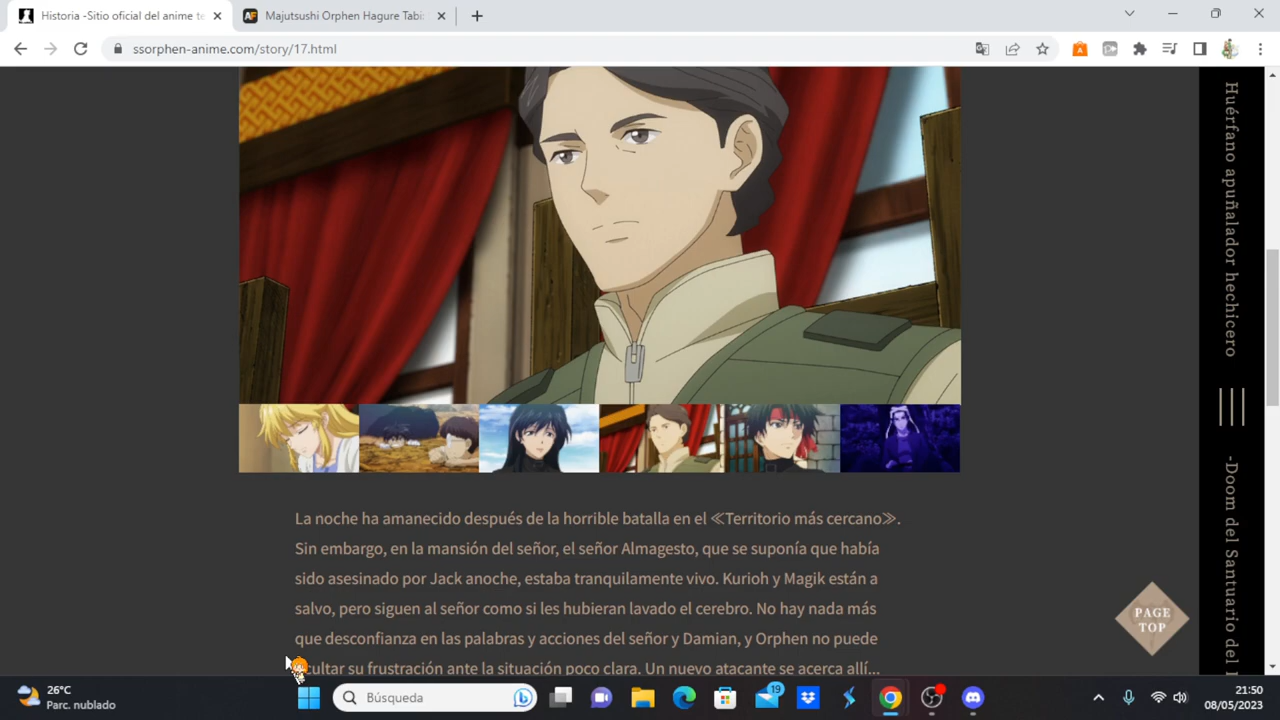 Historia -Sitio oficial del anime te
Majutsushi Orphen Hagure Tabi:
ssorphen-anime.com/story/17.html
Huérfano apuñalador hechicero
-Doom del Santuario del
La noche ha amanecido después de la horrible batalla en el ≪Territorio más cercano≫.
Sin embargo, en la mansión del señor, el señor Almagesto, que se suponía que había
sido asesinado por Jack anoche, estaba tranquilamente vivo. Kurioh y Magik están a
salvo, pero siguen al señor como si les hubieran lavado el cerebro. No hay nada más
que desconfianza en las palabras y acciones del señor y Damian, y Orphen no puede
cultar su frustración ante la situación poco clara. Un nuevo atacante se acerca allí...
PAGE
TOP
26°C
Parc. nublado
Búsqueda
19
21:50
08/05/2023